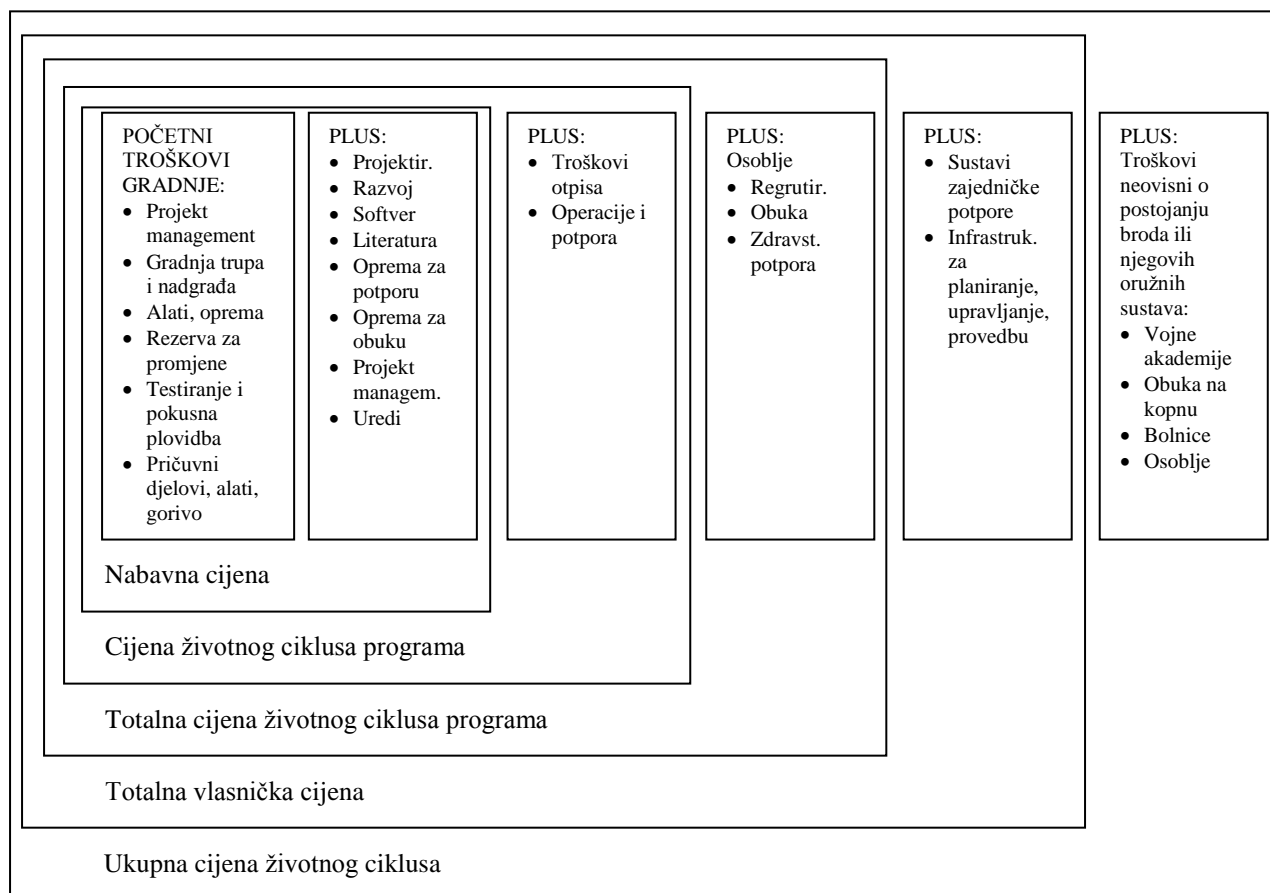 POČETNI
TROŠKOVI
GRADNJE:
• Projekt
management
• Gradnja trupa
i nadgrađa
• Alati, oprema
• Rezerva za
promjene
• Testiranje i
pokusna
plovidba
• Pričuvni
djelovi, alati,
gorivo
PLUS:
• Projektir.
• Razvoj
• Softver
• Literatura
• Oprema za
potporu
• Oprema za
obuku
• Projekt
managem.
• Uredi
PLUS:
• Troškovi
otpisa
• Operacije i
potpora
PLUS:
Osoblje
• Regrutir.
• Obuka
• Zdravst.
potpora
PLUS:
• Sustavi
zajedničke
potpore
• Infrastruk.
za
planiranje,
upravljanje,
provedbu
PLUS:
Troškovi
neovisni o
postojanju
broda ili
njegovih
oružnih
sustava:
• Vojne
akademije
• Obuka na
kopnu
• Bolnice
• Osoblje
Nabavna cijena
Cijena životnog ciklusa programa
Totalna cijena životnog ciklusa programa
Totalna vlasnička cijena
Ukupna cijena životnog ciklusa